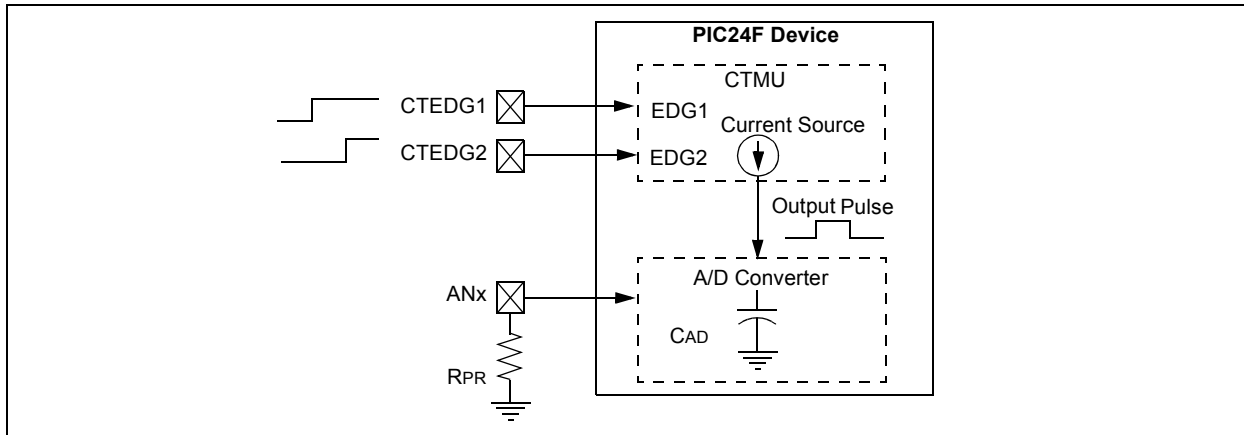 PIC24F Device
CTMU
CTEDG1
EDG1
Current Source
CTEDG2
EDG2
Output Pulse
A/D Converter
ANx
CAD
RPR